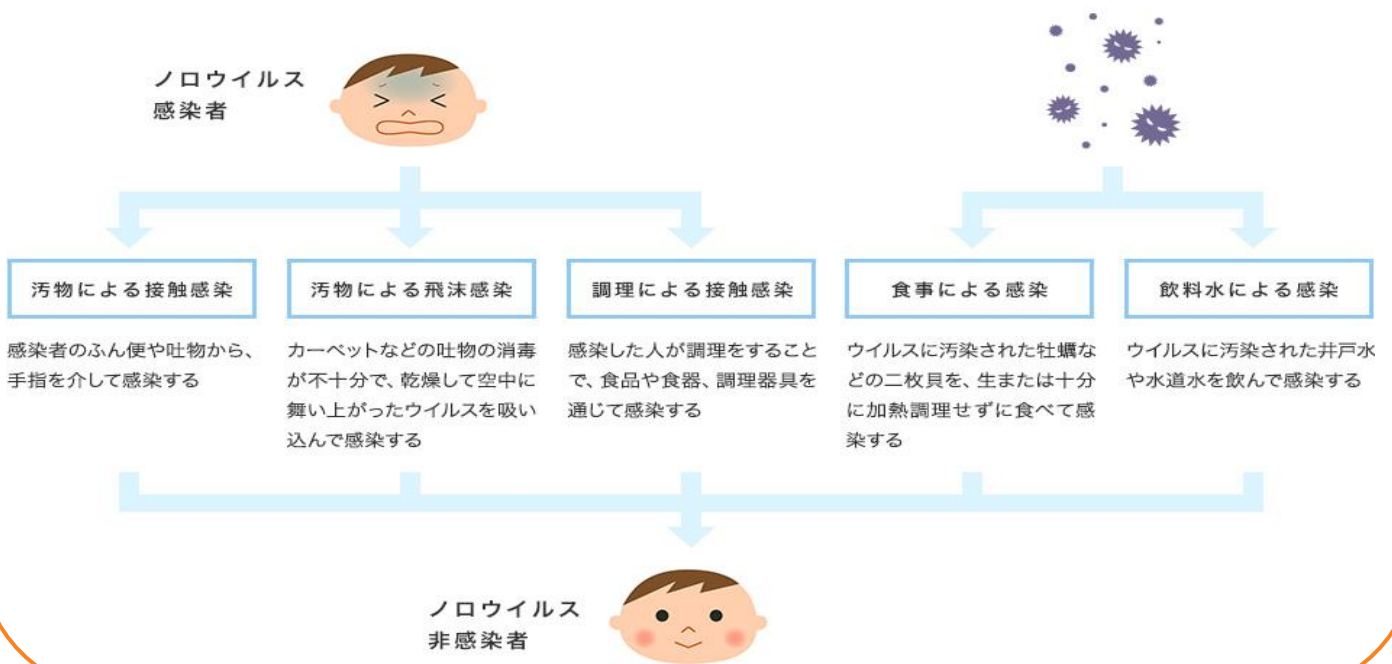 ノロウイルス
感染者
汚物による接触感染
感染者のふん便や吐物から、
手指を介して感染する
汚物による飛沫感染
カーペットなどの吐物の消毒
が不十分で、乾燥して空中に
舞い上がったウイルスを吸い
込んで感染する
調理による接触感染
感染した人が調理をすること
で、食品や食器、調理器具を
通じて感染する
食事による感染
ウイルスに汚染された牡蠣な
どの二枚貝を、生または十分
に加熱調理せずに食べて感
染する
飲料水による感染
ウイルスに汚染された井戸水
や水道水を飲んで感染する
ノロウイルス
非感染者